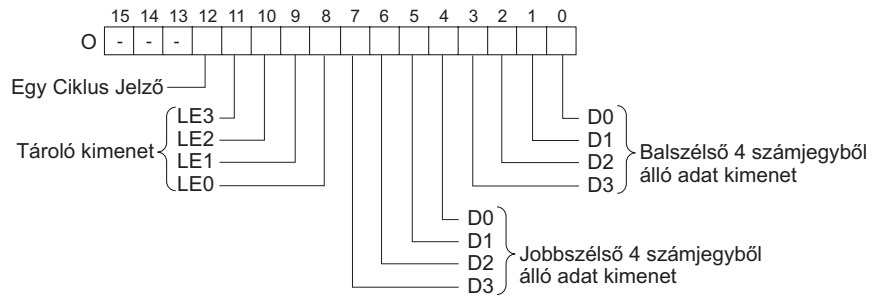 15 14 13 12 11 10 9 8 7 6 5 4 3 2 1 0
O - - -
Egy Ciklus Jelző
Tároló kimenet
LE3
LE2
LE1
LE0
D0
D1
D2
D3
Balszélső 4 számjegyből
álló adat kimenet
D0
D1
D2
D3
Jobbszélső 4 számjegyből
álló adat kimenet